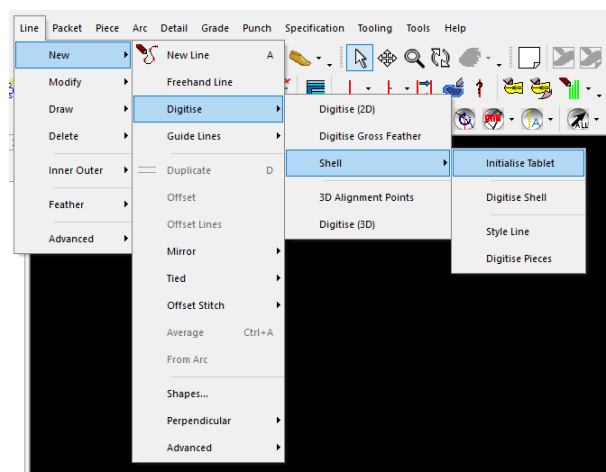 Line Packet Piece Arc Detail Grade Punch Specification Tooling Tools Help
New
Modify
Draw
Delete
Inner Outer
Feather
Advanced
New Line A
Freehand Line
Digitise
Guide Lines
Duplicate D
Offset
Offset Lines
Mirror
Tied
Offset Stitch
Average Ctrl+A
From Arc
Shapes...
Perpendicular
Advanced
Digitise (2D)
Digitise Gross Feather
Shell
3D Alignment Points
Digitise (3D)
Initialise Tablet
Digitise Shell
Style Line
Digitise Pieces